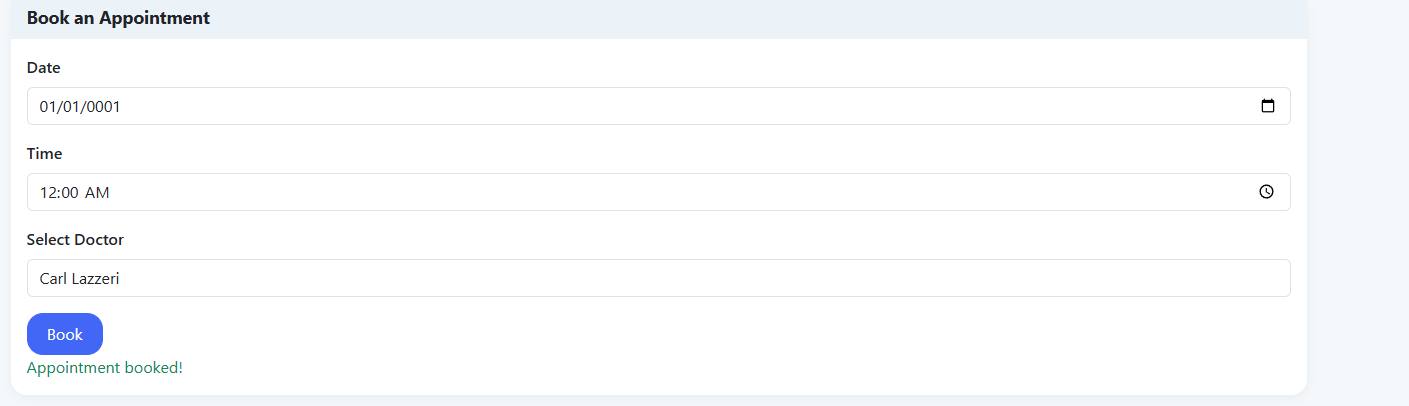 Book an Appointment
Date
01/01/0001
Time
12:00 AM
Select Doctor
Carl Lazzeri
Book
Appointment booked!